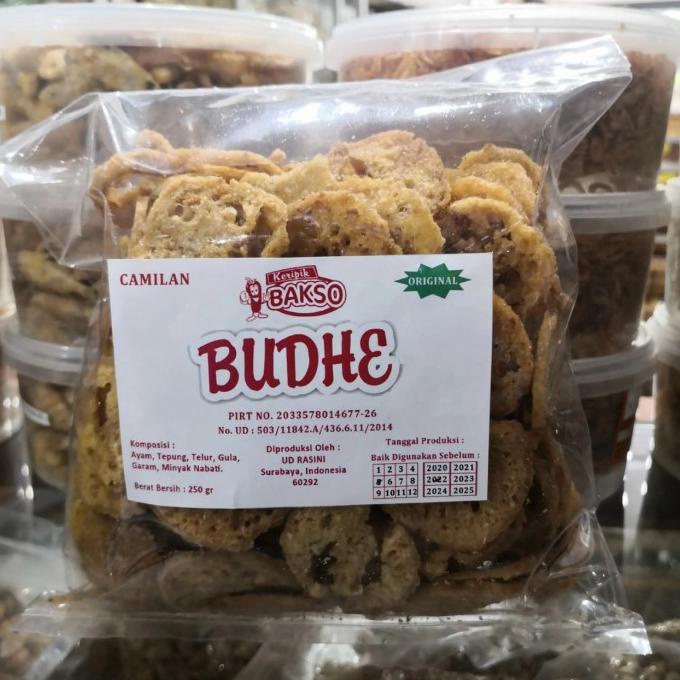 CAMILAN
Keripik
BAKSO
ORIGINAL
BUDHE
PIRT NO. 2033578014677-26
No. UD : 503/11842.A/436.6.11/2014
Komposisi :
Ayam, Tepung, Telur, Gula,
Garam, Minyak Nabati.
Berat Bersih : 250 gr
Diproduksi Oleh :
UD RASINI
Surabaya, Indonesia
60292
Tanggal Produksi :
Baik Digunakan Sebelum :
1 2 3 4 2020 2021
6 7 8 2022 2023
9 10 11 12 2024 2025